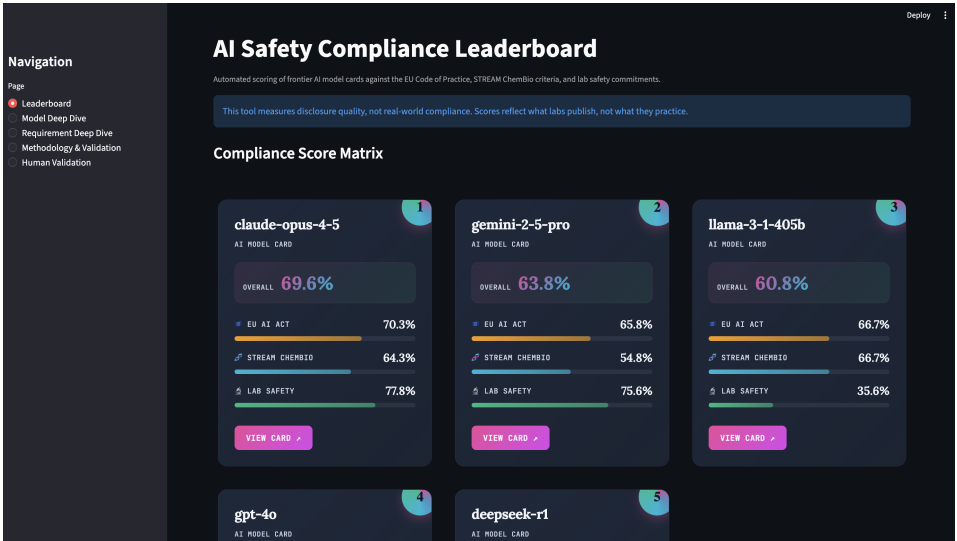 Deploy
Navigation
Page
Leaderboard
Model Deep Dive
Requirement Deep Dive
Methodology & Validation
Human Validation
AI Safety Compliance Leaderboard
Automated scoring of frontier AI model cards against the EU Code of Practice, STREAM ChemBio criteria, and lab safety commitments.
This tool measures disclosure quality, not real-world compliance. Scores reflect what labs publish, not what they practice.
Compliance Score Matrix
1
claude-opus-4-5
AI MODEL CARD
OVERALL 69.6%
EU AI ACT 70.3%
STREAM CHEMBIO 64.3%
LAB SAFETY 77.8%
VIEW CARD ↗
2
gemini-2-5-pro
AI MODEL CARD
OVERALL 63.8%
EU AI ACT 65.8%
STREAM CHEMBIO 54.8%
LAB SAFETY 75.6%
VIEW CARD ↗
3
llama-3-1-405b
AI MODEL CARD
OVERALL 60.8%
EU AI ACT 66.7%
STREAM CHEMBIO 66.7%
LAB SAFETY 35.6%
VIEW CARD ↗
4
gpt-4o
AI MODEL CARD
5
deepseek-r1
AI MODEL CARD